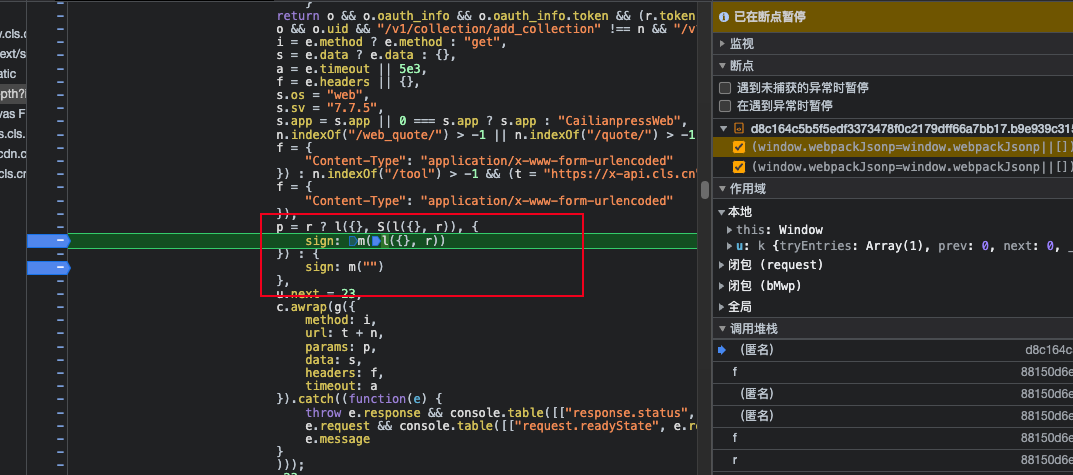 }
return o && o.oauth_info && o.oauth_info.token && (r.token
o && o.uid && "/v1/collection/add_collection" !== n && "/v
i = e.method ? e.method : "get",
s = e.data ? e.data : {},
a = e.timeout || 5e3,
f = e.headers || {},
s.os = "web",
s.sv = "7.7.5",
s.app = s.app || 0 === s.app ? s.app : "CailianpressWeb",
n.indexOf("/web_quote/") > -1 || n.indexOf("/quote/") > -1
f = {
"Content-Type": "application/x-www-form-urlencoded"
}) : n.indexOf("/tool") > -1 && (t = "https://x-api.cls.cn"
f = {
"Content-Type": "application/x-www-form-urlencoded"
}),
p = r ? l({}, S(l({}, r)), {
sign: m(l({}, r))
}) : {
sign: m("")
},
u.next = 23,
c.awrap(g({
method: i,
url: t + n,
params: p,
data: s,
headers: f,
timeout: a
}).catch((function(e) {
throw e.response && console.table([["response.status",
e.request && console.table([["request.readyState", e.re
e.message
}
)));
.cls.c
ext/s
atic
pth?i
vas F
s.cls.
cdn.c
cls.cr
已在断点暂停
监视
断点
遇到未捕获的异常时暂停
在遇到异常时暂停
d8c164c5b5f5edf3373478f0c2179dff66a7bb17.b9e939c315
(window.webpackJsonp=window.webpackJsonp||[])
(window.webpackJsonp=window.webpackJsonp||[])
作用域
本地
this: Window
u: k {tryEntries: Array(1), prev: 0, next: 0, _
闭包 (request)
闭包 (bMwp)
全局
调用堆栈
(匿名) d8c164c
f 88150d6e
(匿名) 88150d6e
(匿名) 88150d6e
f 88150d6e
r 88150d6e